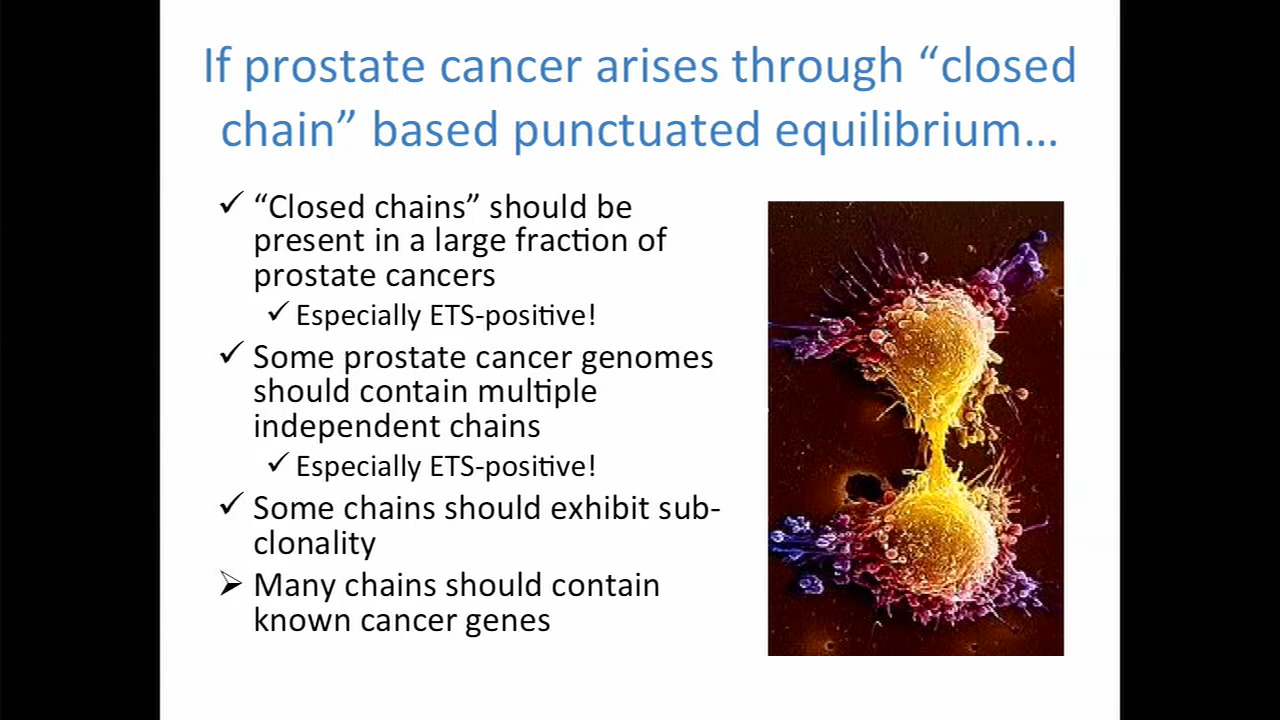 If prostate cancer arises through “closed
chain” based punctuated equilibrium...
✓ “Closed chains” should be
present in a large fraction of
prostate cancers
✓ Especially ETS-positive!
✓ Some prostate cancer genomes
should contain multiple
independent chains
✓ Especially ETS-positive!
✓ Some chains should exhibit sub-
clonality
➢ Many chains should contain
known cancer genes